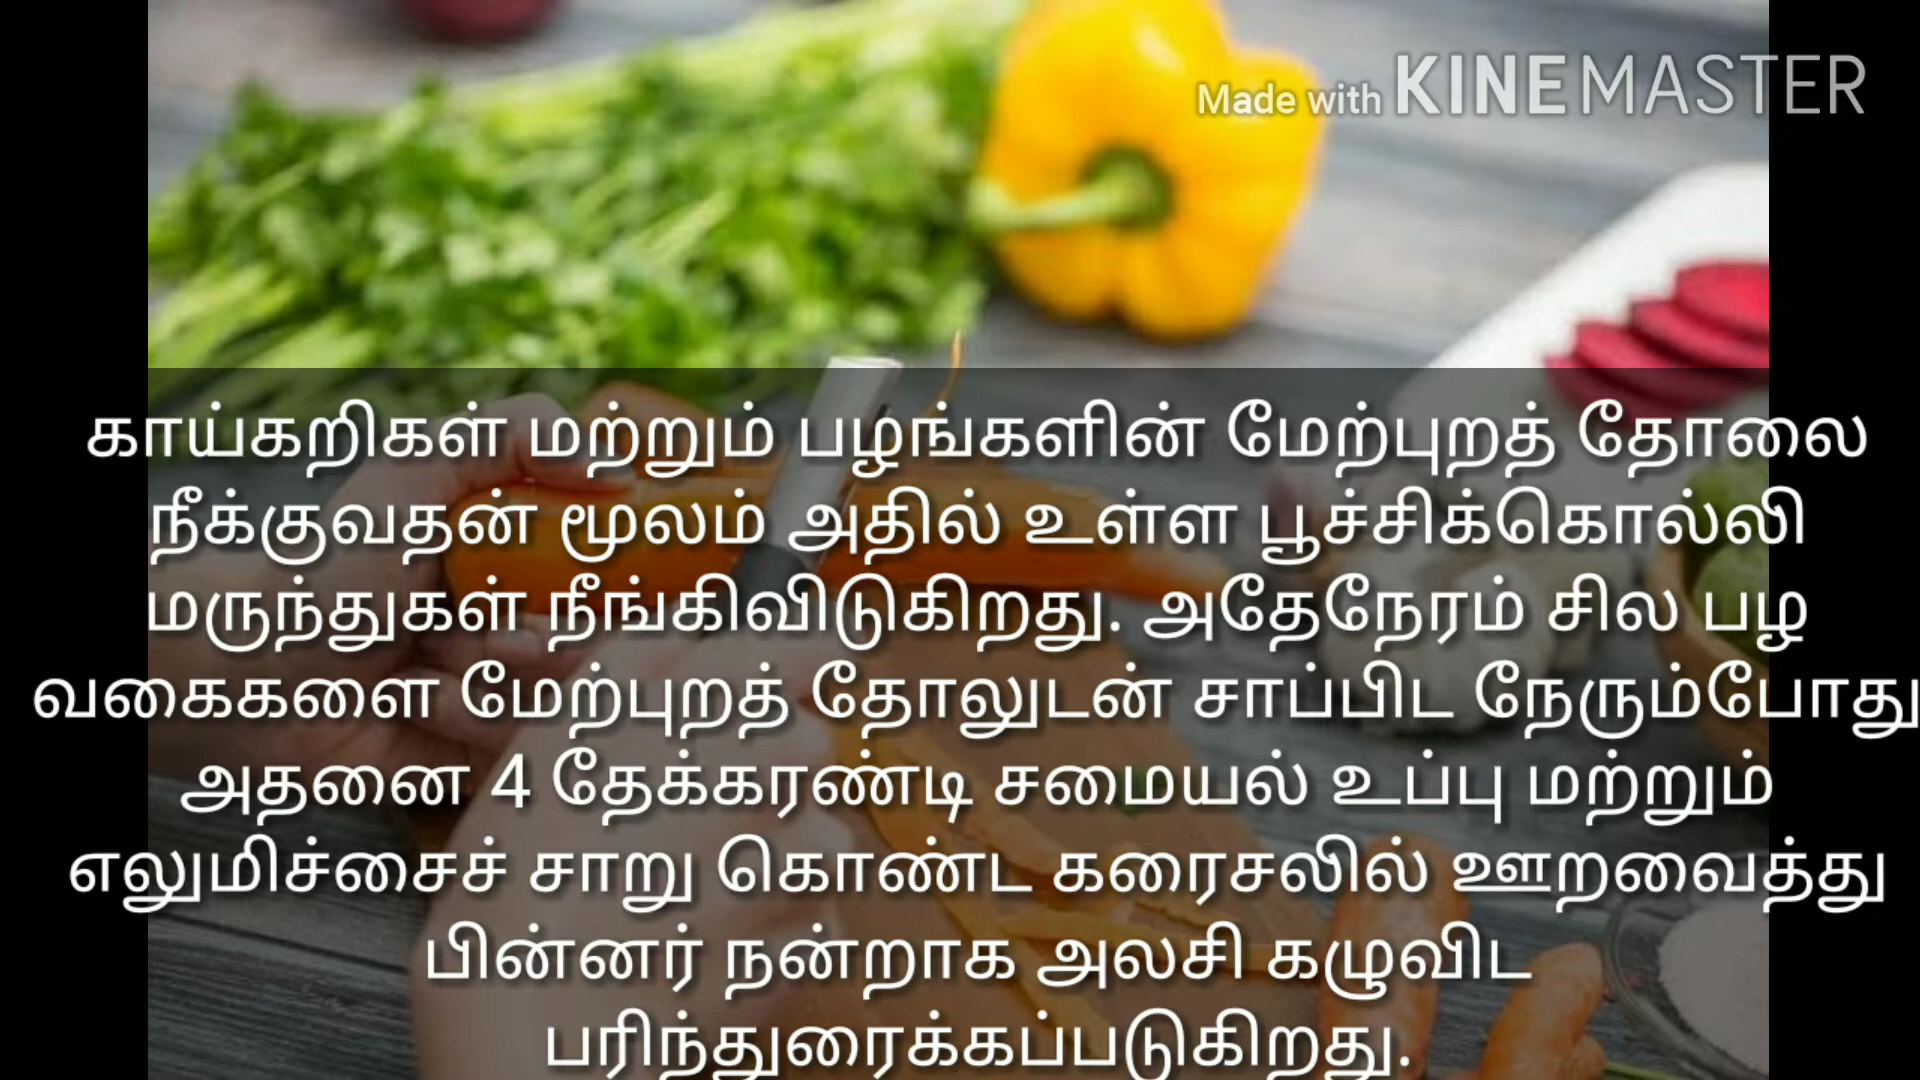 Made with KINEMASTER
காய்கறிகள் மற்றும் பழங்களின் மேற்புறத் தோலை
நீக்குவதன் மூலம் அதில் உள்ள பூச்சிக்கொல்லி
மருந்துகள் நீங்கிவிடுகிறது. அதேநேரம் சில பழ
வகைகளை மேற்புறத் தோலுடன் சாப்பிட நேரும்போது
அதனை 4 தேக்கரண்டி சமையல் உப்பு மற்றும்
எலுமிச்சைச் சாறு கொண்ட கரைசலில் ஊறவைத்து
பின்னர் நன்றாக அலசி கழுவிட
பரிந்துரைக்கப்படுகிறது.